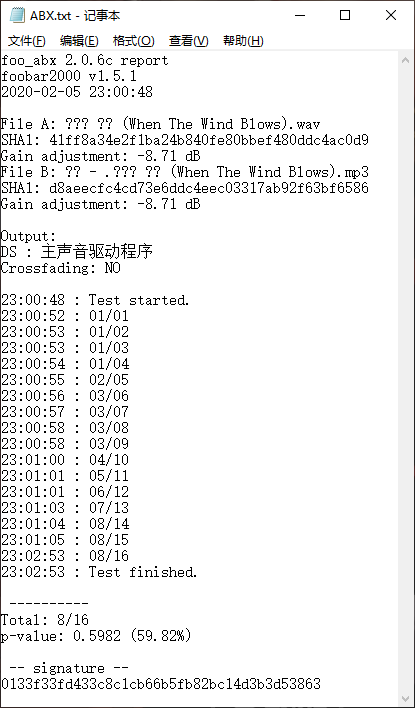 ABX.txt - 记事本
文件(F) 编辑(E) 格式(O) 查看(V) 帮助(H)
foo_abx 2.0.6c report
foobar2000 v1.5.1
2020-02-05 23:00:48

File A: ??? ?? (When The Wind Blows).wav
SHA1: 41ff8a34e2f1ba24b840fe80bbef480ddc4ac0d9
Gain adjustment: -8.71 dB
File B: ?? - .??? ?? (When The Wind Blows).mp3
SHA1: d8aeecfc4cd73e6ddc4eec03317ab92f63bf6586
Gain adjustment: -8.71 dB

Output:
DS : 主声音驱动程序
Crossfading: NO

23:00:48 : Test started.
23:00:52 : 01/01
23:00:53 : 01/02
23:00:53 : 01/03
23:00:54 : 01/04
23:00:55 : 02/05
23:00:56 : 03/06
23:00:57 : 03/07
23:00:58 : 03/08
23:00:58 : 03/09
23:01:00 : 04/10
23:01:01 : 05/11
23:01:01 : 06/12
23:01:03 : 07/13
23:01:04 : 08/14
23:01:05 : 08/15
23:02:53 : 08/16
23:02:53 : Test finished.

----------
Total: 8/16
p-value: 0.5982 (59.82%)

-- signature --
0133f33fd433c8c1cb66b5fb82bc14d3b3d53863